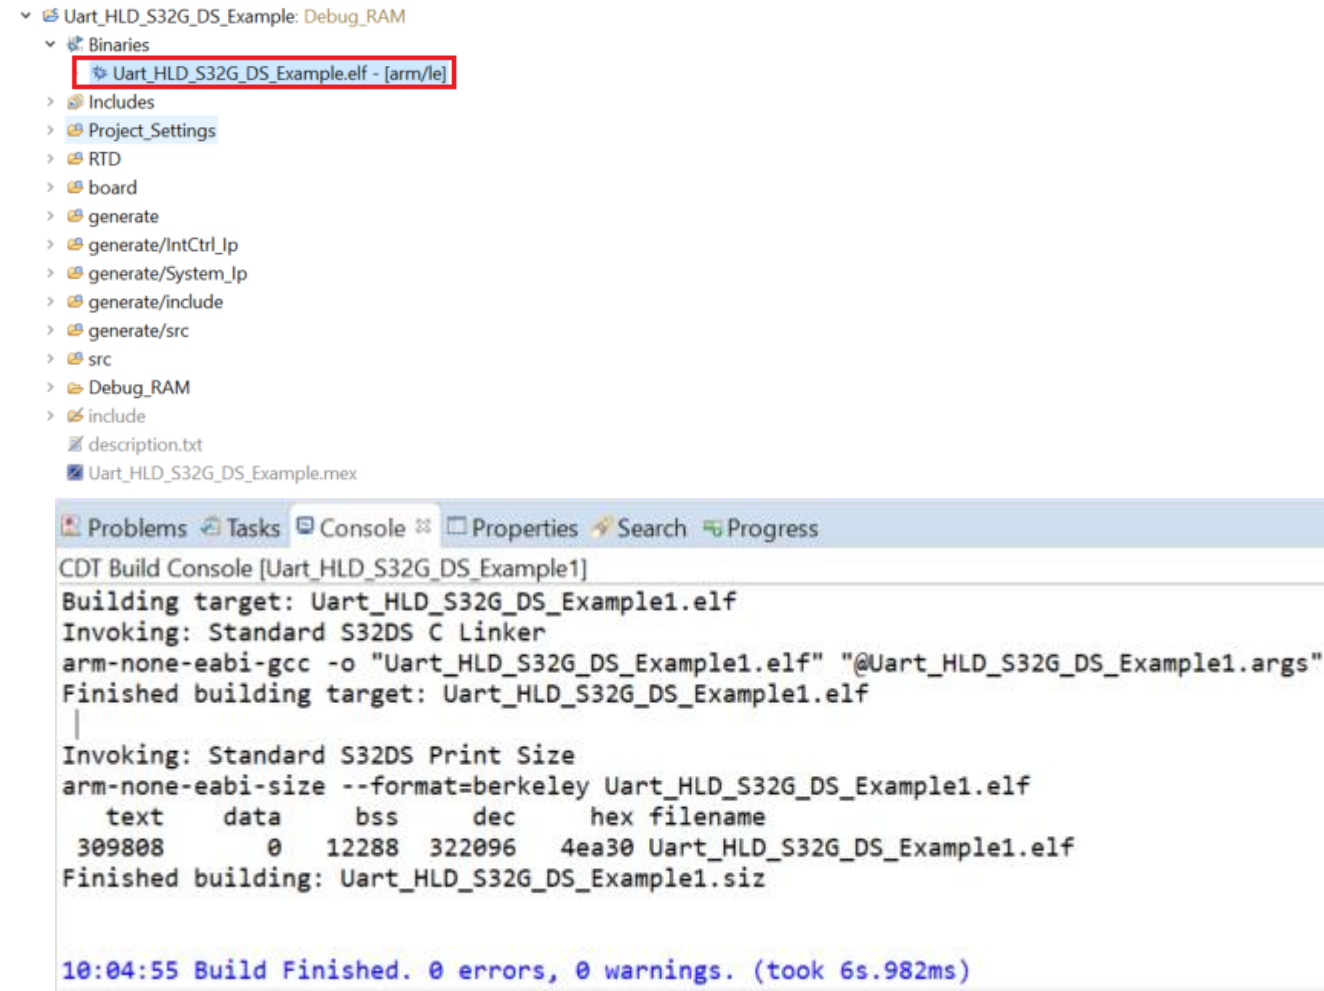 Uart_HLD_S32G_DS_Example: Debug_RAM
Binaries
Uart_HLD_S32G_DS_Example.elf - [arm/le]
Includes
Project_Settings
RTD
board
generate
generate/IntCtrl_Ip
generate/System_Ip
generate/include
generate/src
src
Debug_RAM
include
description.txt
Uart_HLD_S32G_DS_Example.mex
Problems Tasks Console Properties Search Progress
CDT Build Console [Uart_HLD_S32G_DS_Example1]
Building target: Uart_HLD_S32G_DS_Example1.elf
Invoking: Standard S32DS C Linker
arm-none-eabi-gcc -o "Uart_HLD_S32G_DS_Example1.elf" "@Uart_HLD_S32G_DS_Example1.args"
Finished building target: Uart_HLD_S32G_DS_Example1.elf
Invoking: Standard S32DS Print Size
arm-none-eabi-size --format=berkeley Uart_HLD_S32G_DS_Example1.elf
text data bss dec hex filename
309808 0 12288 322096 4ea30 Uart_HLD_S32G_DS_Example1.elf
Finished building: Uart_HLD_S32G_DS_Example1.siz
10:04:55 Build Finished. 0 errors, 0 warnings. (took 6s.982ms)